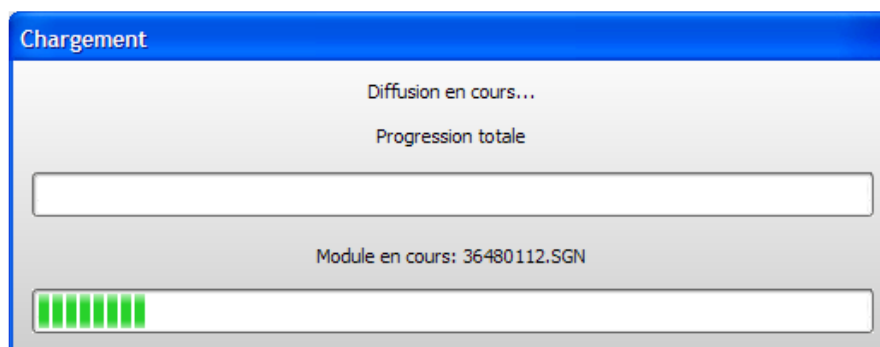 Chargement
Diffusion en cours...
Progression totale
Module en cours: 36480112.SGN